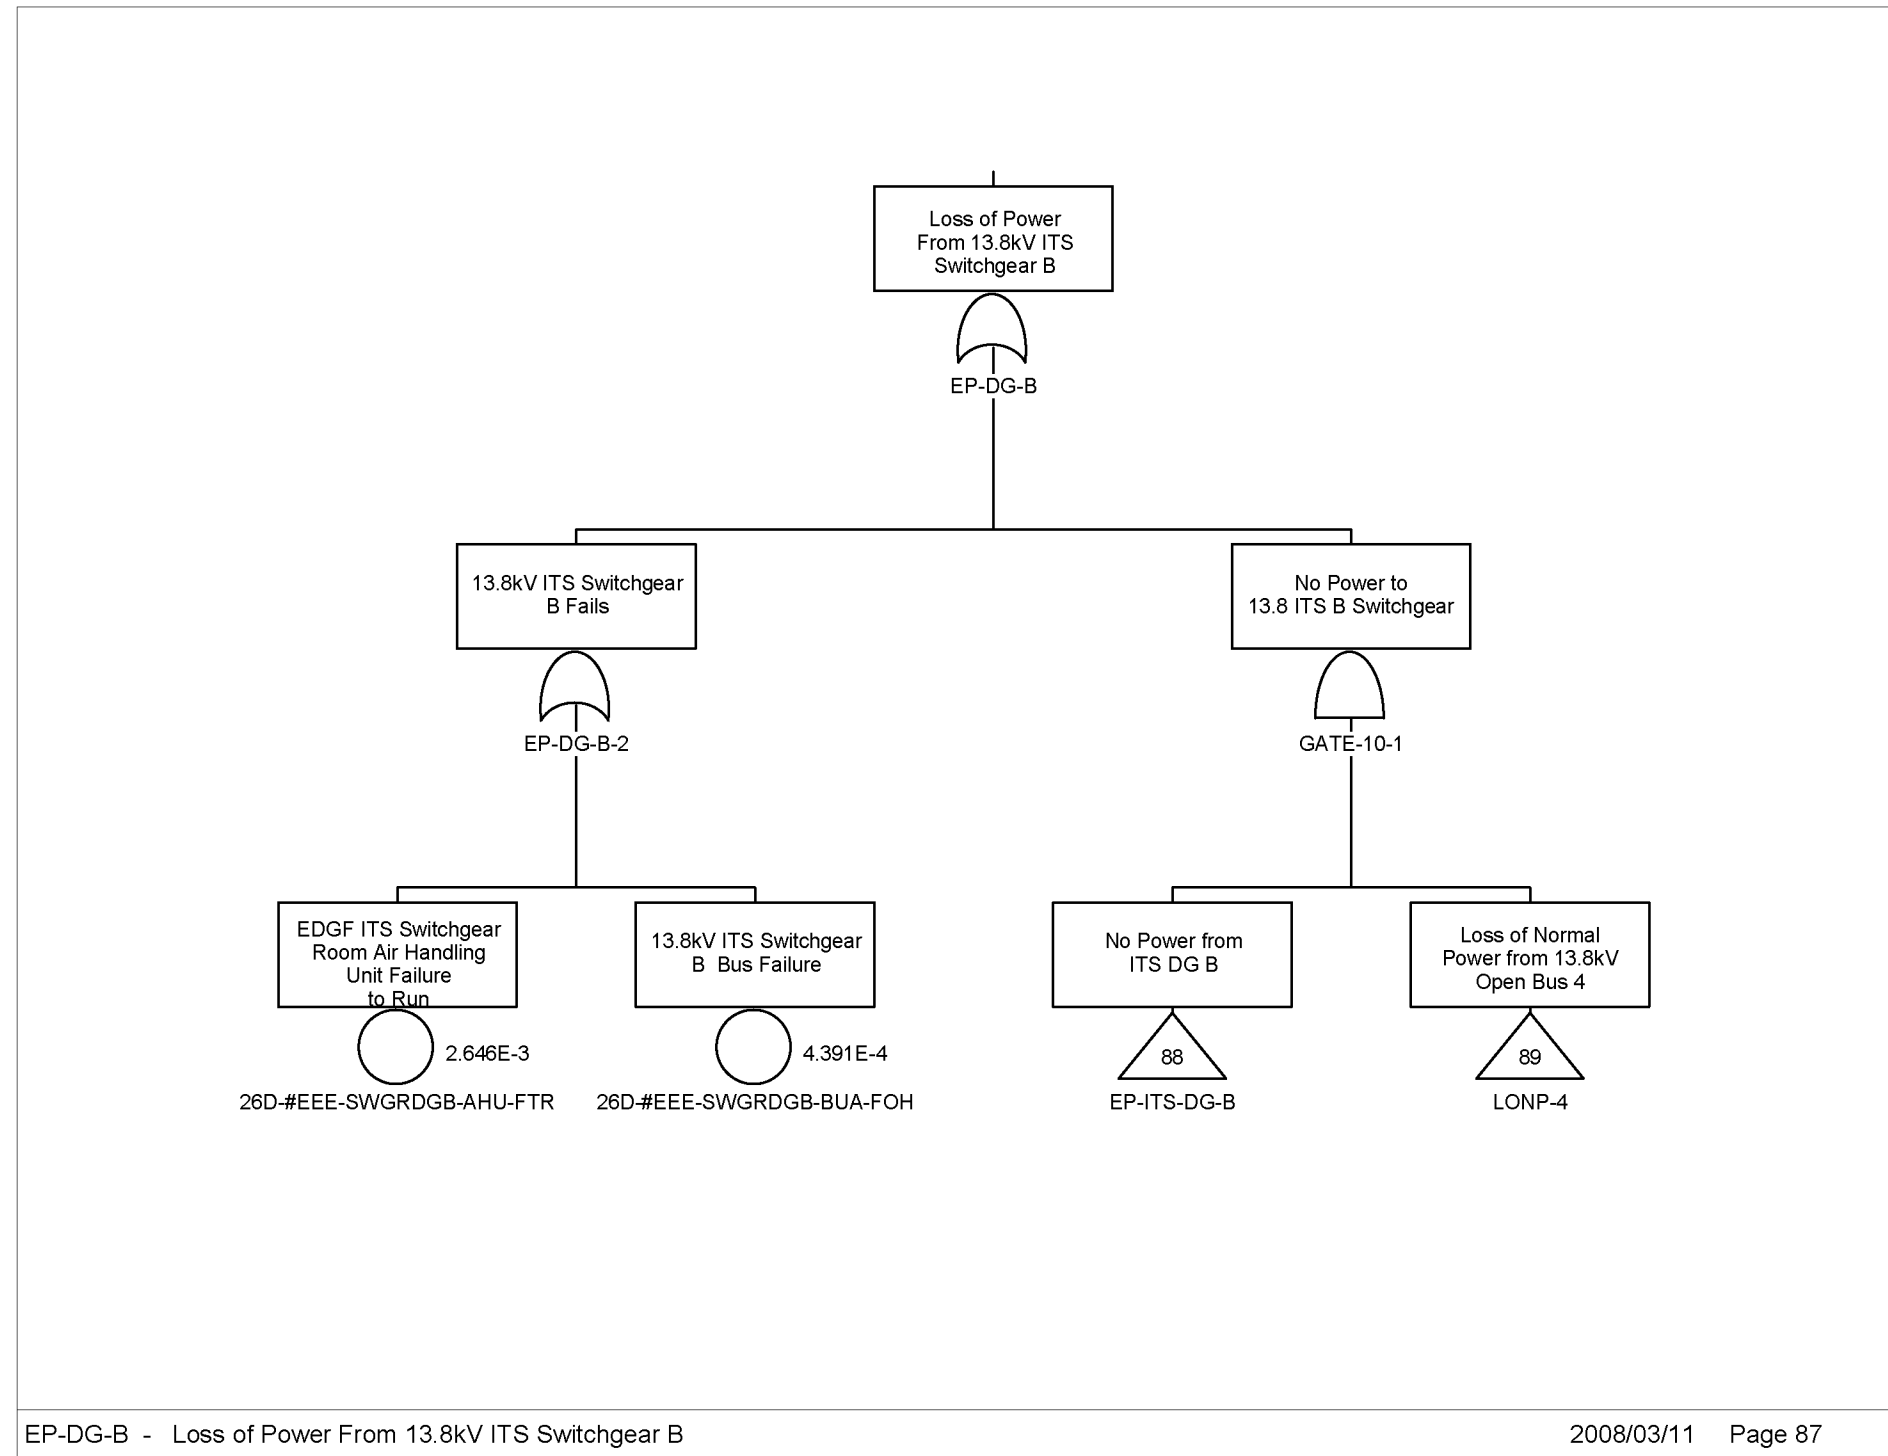 Loss of Power
From 13.8kV ITS
Switchgear B
EP-DG-B
13.8kV ITS Switchgear
B Fails
EP-DG-B-2
No Power to
13.8 ITS B Switchgear
GATE-10-1
EDGF ITS Switchgear
Room Air Handling
Unit Failure
to Run
2.646E-3
26D-#EEE-SWGRDGB-AHU-FTR
13.8kV ITS Switchgear
B Bus Failure
4.391E-4
26D-#EEE-SWGRDGB-BUA-FOH
No Power from
ITS DG B
88
EP-ITS-DG-B
Loss of Normal
Power from 13.8kV
Open Bus 4
89
LONP-4
EP-DG-B - Loss of Power From 13.8kV ITS Switchgear B
2008/03/11 Page 87